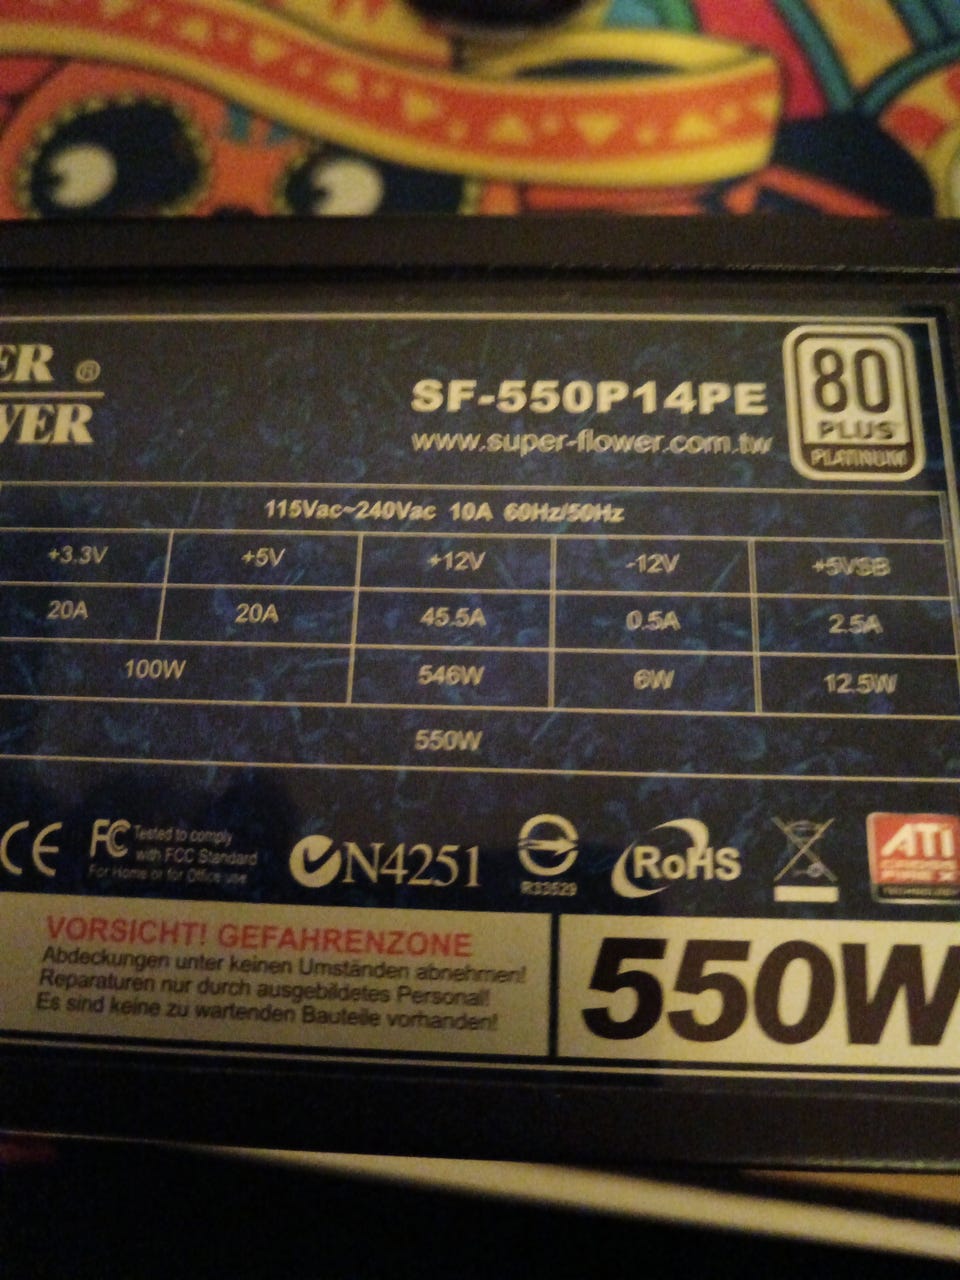 ER ®
WER
SF-550P14PE
www.super-flower.com.tw
80
PLUS
PLATINUM
115Vac~240Vac 10A 60Hz/50Hz
+3.3V +5V +12V -12V +5VSB
20A 20A 45.5A 0.5A 2.5A
100W 546W 6W 12.5W
550W
CE
FC Tested to comply
with FCC Standard
For Home or for Office use
N4251
R33529
RoHS
ATI
CROSS
FIRE X
TECHNOLOGY
VORSICHT! GEFAHRENZONE
Abdeckungen unter keinen Umständen abnehmen!
Reparaturen nur durch ausgebildetes Personal!
Es sind keine zu wartenden Bauteile vorhanden!
550W